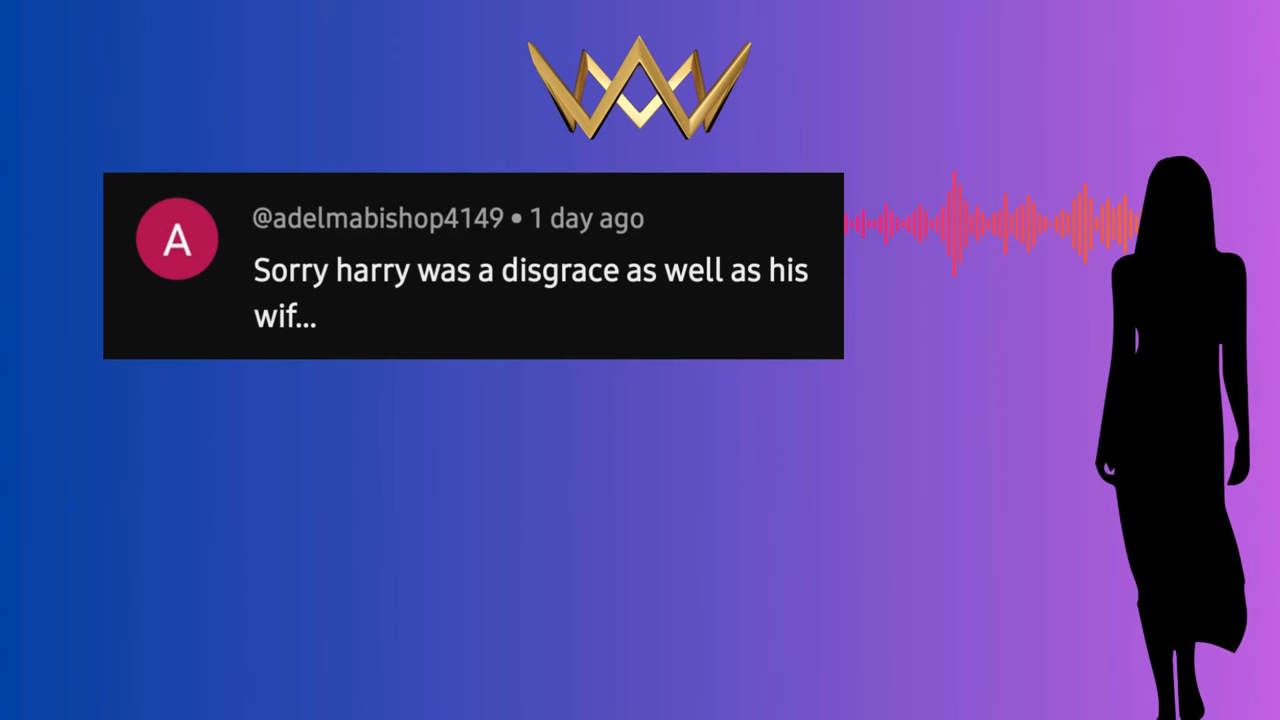 A
@adelmabishop4149 • 1 day ago
Sorry harry was a disgrace as well as his
wif...